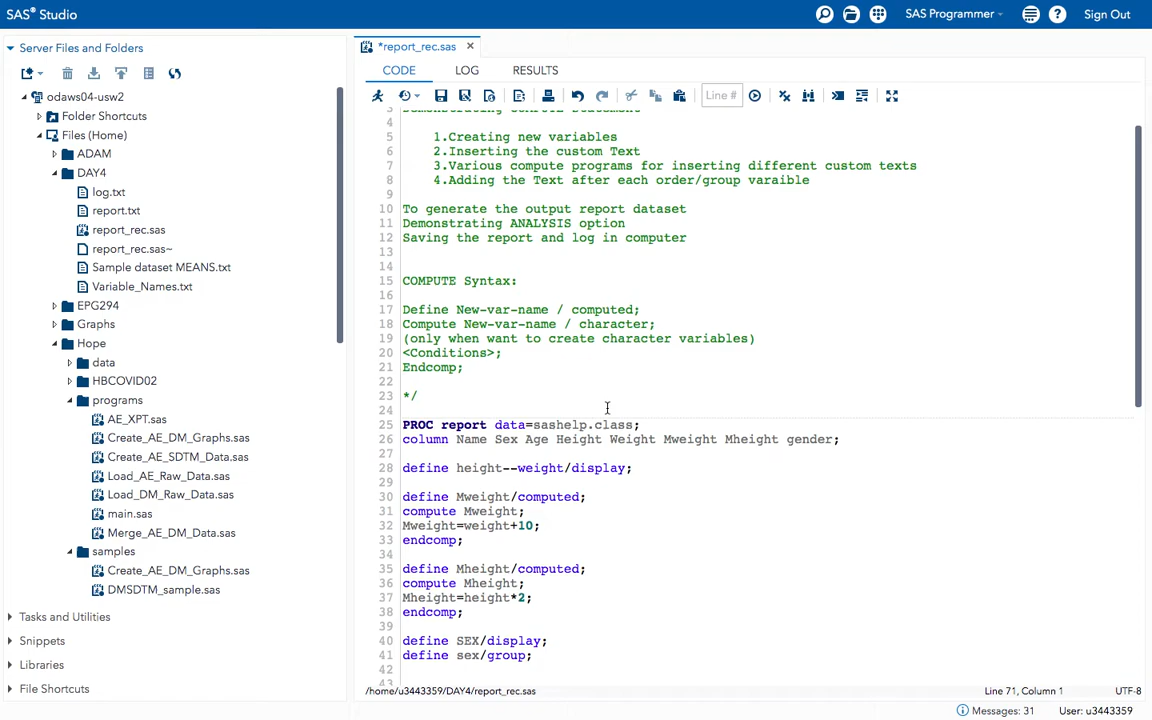 SAS® Studio
SAS Programmer
Sign Out
Server Files and Folders
odaws04-usw2
Folder Shortcuts
Files (Home)
ADAM
DAY4
log.txt
report.txt
report_rec.sas
report_rec.sas~
Sample dataset MEANS.txt
Variable_Names.txt
EPG294
Graphs
Hope
data
HBCOVID02
programs
AE_XPT.sas
Create_AE_DM_Graphs.sas
Create_AE_SDTM_Data.sas
Load_AE_Raw_Data.sas
Load_DM_Raw_Data.sas
main.sas
Merge_AE_DM_Data.sas
samples
Create_AE_DM_Graphs.sas
DMSDTM_sample.sas
Tasks and Utilities
Snippets
Libraries
File Shortcuts
*report_rec.sas
CODE LOG RESULTS
Line #
4
5 1.Creating new variables
6 2.Inserting the custom Text
7 3.Various compute programs for inserting different custom texts
8 4.Adding the Text after each order/group varaible
9
10 To generate the output report dataset
11 Demonstrating ANALYSIS option
12 Saving the report and log in computer
13
14
15 COMPUTE Syntax:
16
17 Define New-var-name / computed;
18 Compute New-var-name / character;
19 (only when want to create character variables)
20 <Conditions>;
21 Endcomp;
22
23 */
24
25 PROC report data=sashelp.class;
26 column Name Sex Age Height Weight Mweight Mheight gender;
27
28 define height--weight/display;
29
30 define Mweight/computed;
31 compute Mweight;
32 Mweight=weight+10;
33 endcomp;
34
35 define Mheight/computed;
36 compute Mheight;
37 Mheight=height*2;
38 endcomp;
39
40 define SEX/display;
41 define sex/group;
42
43
/home/u3443359/DAY4/report_rec.sas
Line 71, Column 1
UTF-8
Messages: 31
User: u3443359